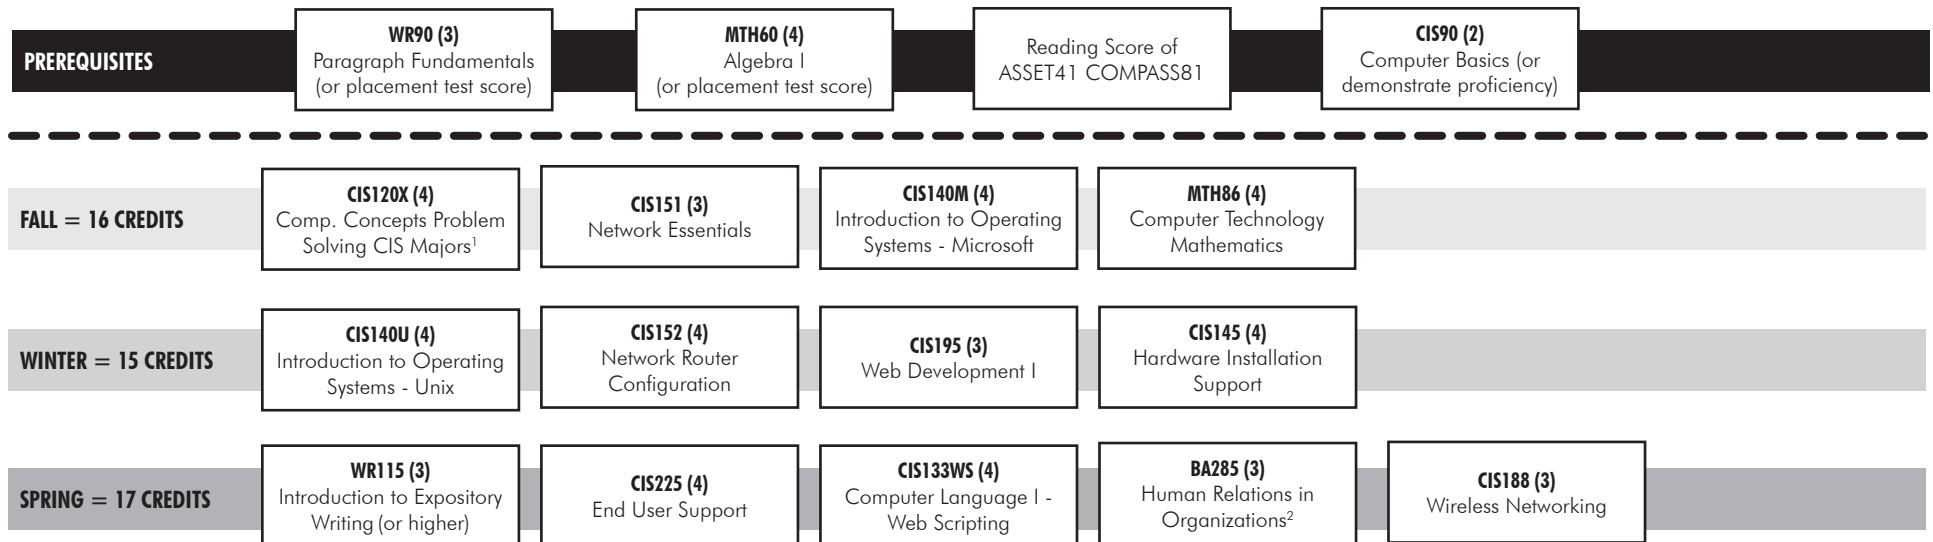 PREREQUISITES
WR90 (3)
Paragraph Fundamentals
(or placement test score)
MTH60 (4)
Algebra I
(or placement test score)
Reading Score of
ASSET41 COMPASS81
CIS90 (2)
Computer Basics (or
demonstrate proficiency)
FALL = 16 CREDITS
CIS120X (4)
Comp. Concepts Problem
Solving CIS Majors¹
CIS151 (3)
Network Essentials
CIS140M (4)
Introduction to Operating
Systems - Microsoft
MTH86 (4)
Computer Technology
Mathematics
WINTER = 15 CREDITS
CIS140U (4)
Introduction to Operating
Systems - Unix
CIS152 (4)
Network Router
Configuration
CIS195 (3)
Web Development I
CIS145 (4)
Hardware Installation
Support
SPRING = 17 CREDITS
WR115 (3)
Introduction to Expository
Writing (or higher)
CIS225 (4)
End User Support
CIS133WS (4)
Computer Language I -
Web Scripting
BA285 (3)
Human Relations in
Organizations²
CIS188 (3)
Wireless Networking